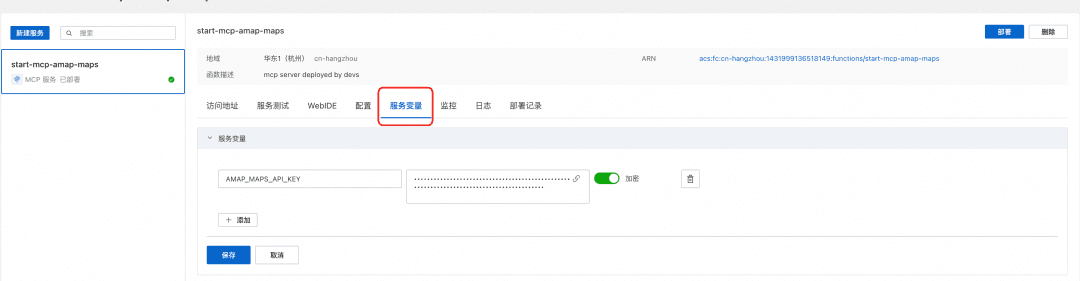 新建服务
搜索
start-mcp-amap-maps
MCP 服务 已部署
start-mcp-amap-maps
部署
删除
地域 华东1（杭州） cn-hangzhou ARN acs:fc:cn-hangzhou:1431999136518149:functions/start-mcp-amap-maps
函数描述 mcp server deployed by devs
访问地址 服务测试 WebIDE 配置 服务变量 监控 日志 部署记录
服务变量
AMAP_MAPS_API_KEY
加密
添加
保存 取消